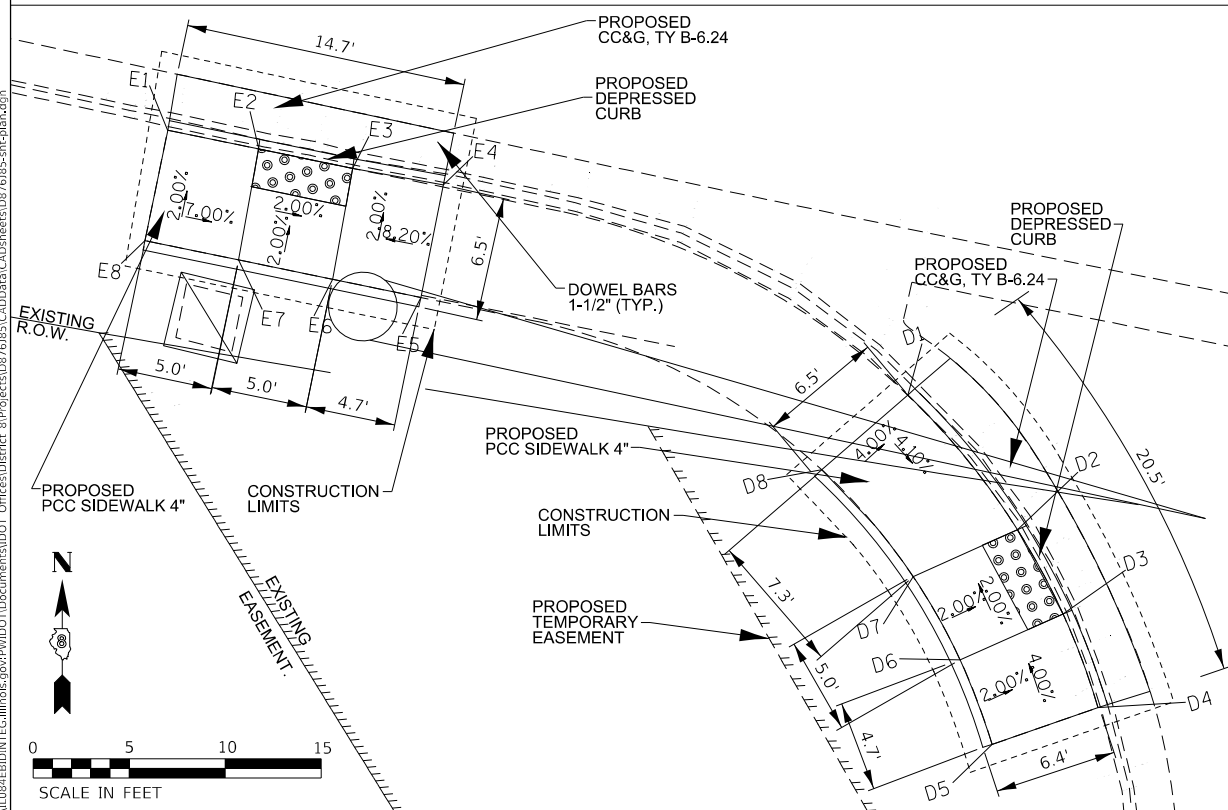 PROPOSED
CC&G, TY B-6.24
14.7'
PROPOSED
DEPRESSED
CURB
E1
E2
E3
E4
2.00%
7.00%
2.00%
2.00%
2.00%
8.20%
6.5'
E8
E7
E6
E5
DOWEL BARS
1-1/2" (TYP.)
EXISTING
R.O.W.
5.0'
5.0'
4.7'
PROPOSED
PCC SIDEWALK 4"
CONSTRUCTION
LIMITS
PROPOSED
DEPRESSED
CURB
PROPOSED
CC&G, TY B-6.24
D1
6.5'
4.00%
4.10%
PROPOSED
PCC SIDEWALK 4"
D8
D2
20.5'
CONSTRUCTION
LIMITS
D3
7.3'
2.00%
2.00%
PROPOSED
TEMPORARY
EASEMENT
D7
D6
5.0'
2.00%
4.00%
D4
4.7'
6.4'
D5
EXISTING
EASEMENT.
N
8
0 5 10 15
SCALE IN FEET